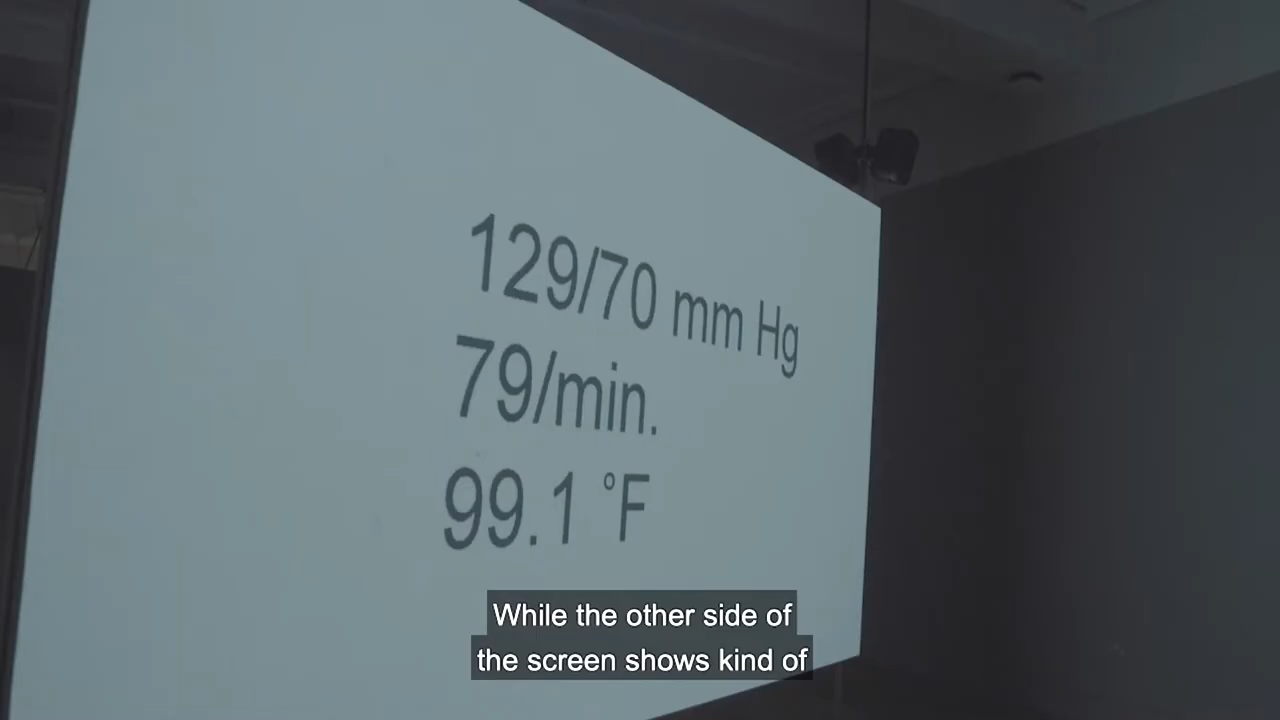 129/70 mm Hg
79/min.
99.1 °F
While the other side of
the screen shows kind of